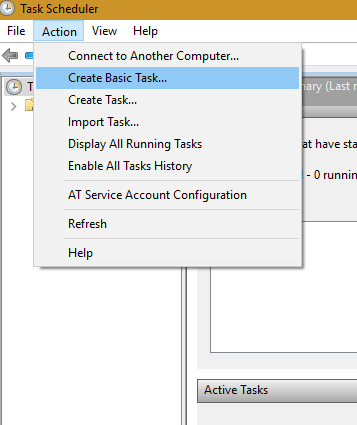 Task Scheduler
File Action View Help
Connect to Another Computer...
Create Basic Task...
Create Task...
Import Task...
Display All Running Tasks
Enable All Tasks History
AT Service Account Configuration
Refresh
Help
T
mary (Last r
at have sta
- 0 runnin
Active Tasks